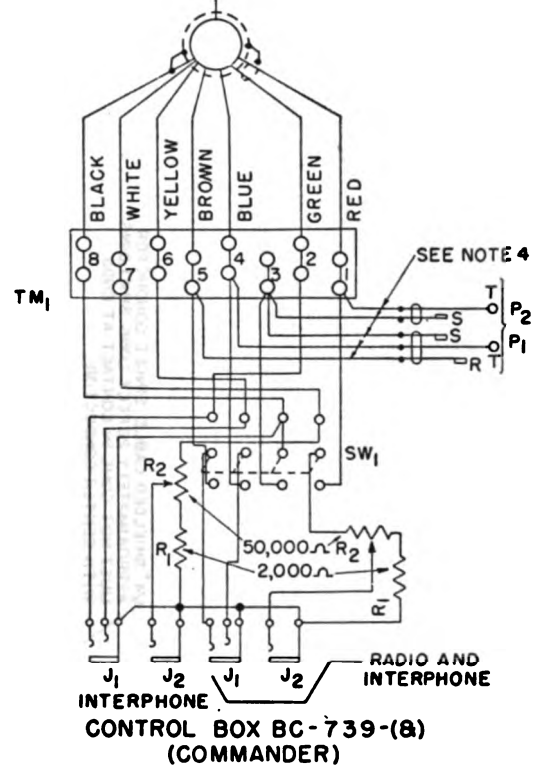 BLACK
WHITE
YELLOW
BROWN
BLUE
GREEN
RED
8 7 6 5 4 3 2 1
TM1
SEE NOTE 4
T P2
S
S
P1
R T
SW1
R2
50,000Ω R2
R1 2,000Ω
R1
J1 J2 J1 J2
RADIO AND
INTERPHONE
INTERPHONE
CONTROL BOX BC-739-(&)
(COMMANDER)